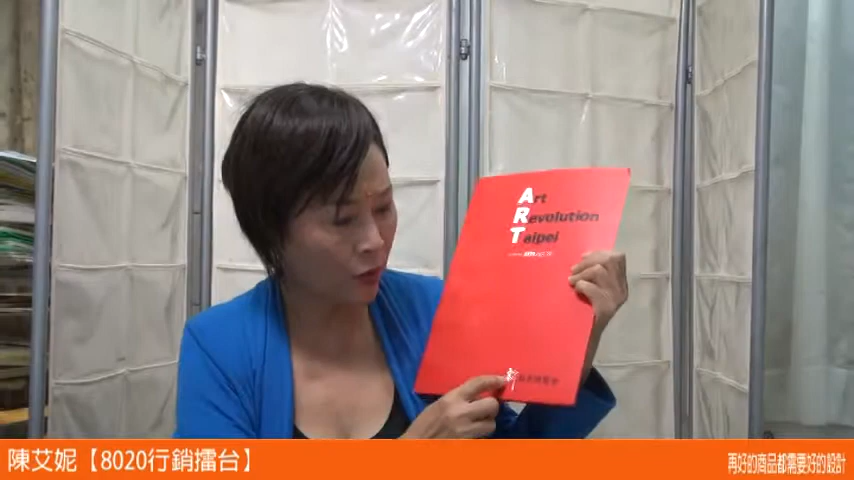 Art
Revolution
Taipei
新
陳艾妮【8020行銷擂台】
再好的商品都需要好的設計